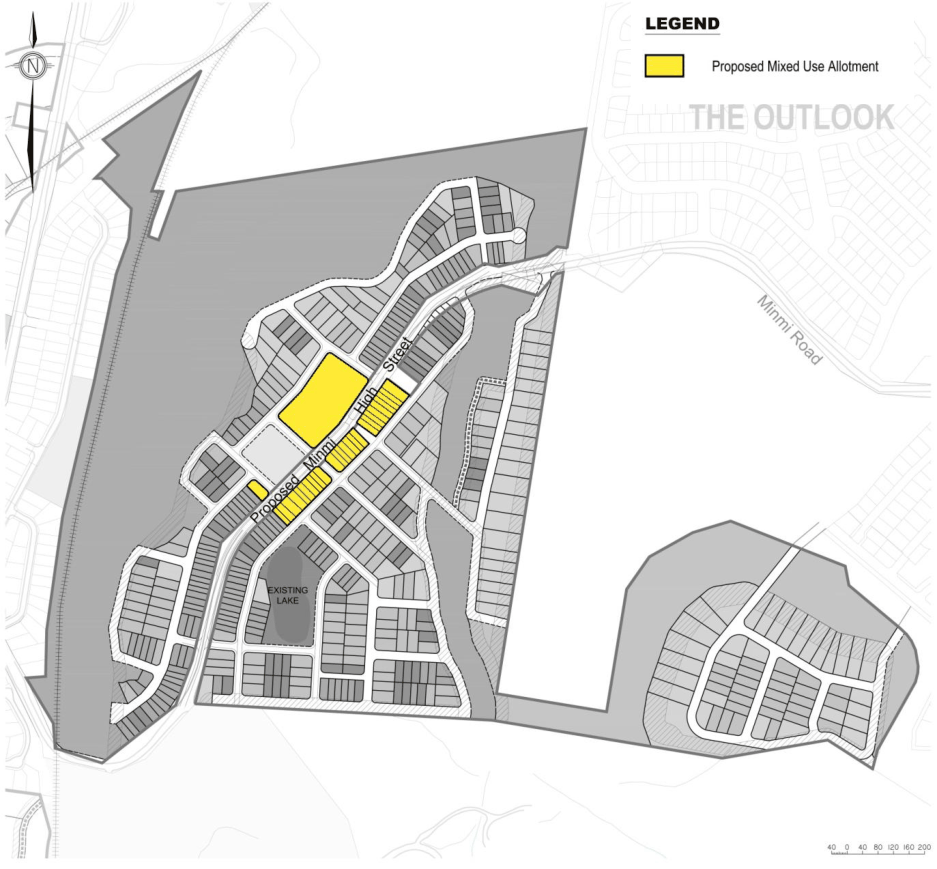 LEGEND
Proposed Mixed Use Allotment
THE OUTLOOK
N
Minmi Road
Proposed Minmi High Street
EXISTING
LAKE
40 0 40 80 120 160 200